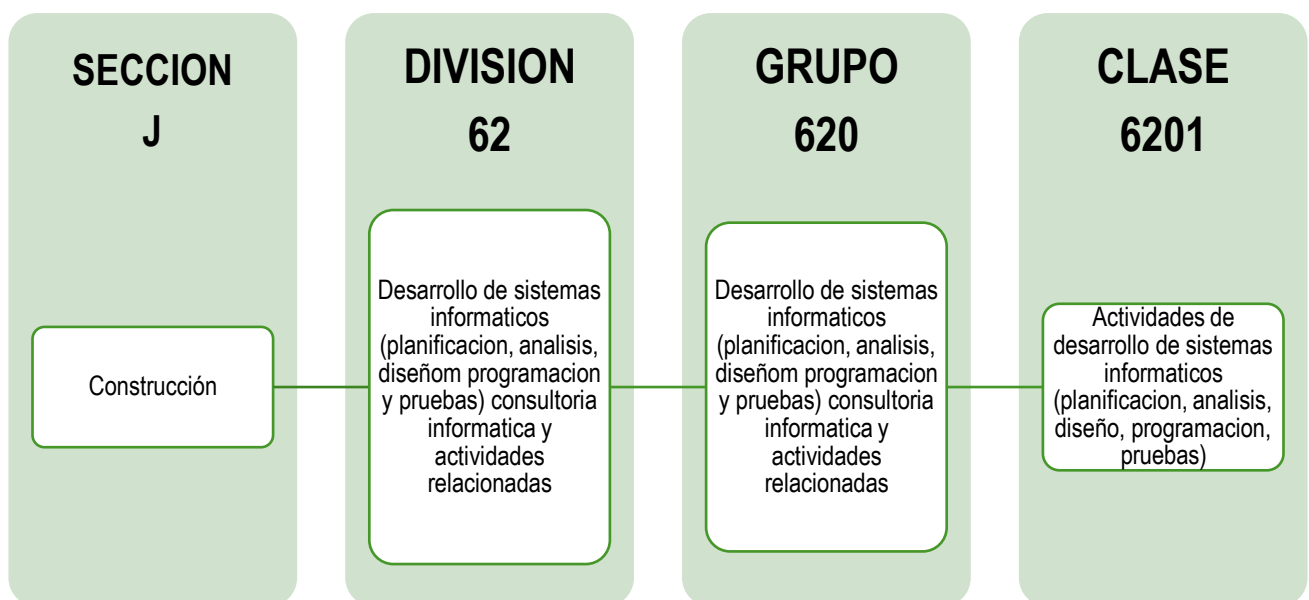 SECCION
J
Construcción
DIVISION
62
Desarrollo de sistemas
informaticos
(planificacion, analisis,
diseñom programacion
y pruebas) consultoria
informatica y
actividades
relacionadas
GRUPO
620
Desarrollo de sistemas
informaticos
(planificacion, analisis,
diseñom programacion
y pruebas) consultoria
informatica y
actividades
relacionadas
CLASE
6201
Actividades de
desarrollo de sistemas
informaticos
(planificacion, analisis,
diseño, programacion,
pruebas)